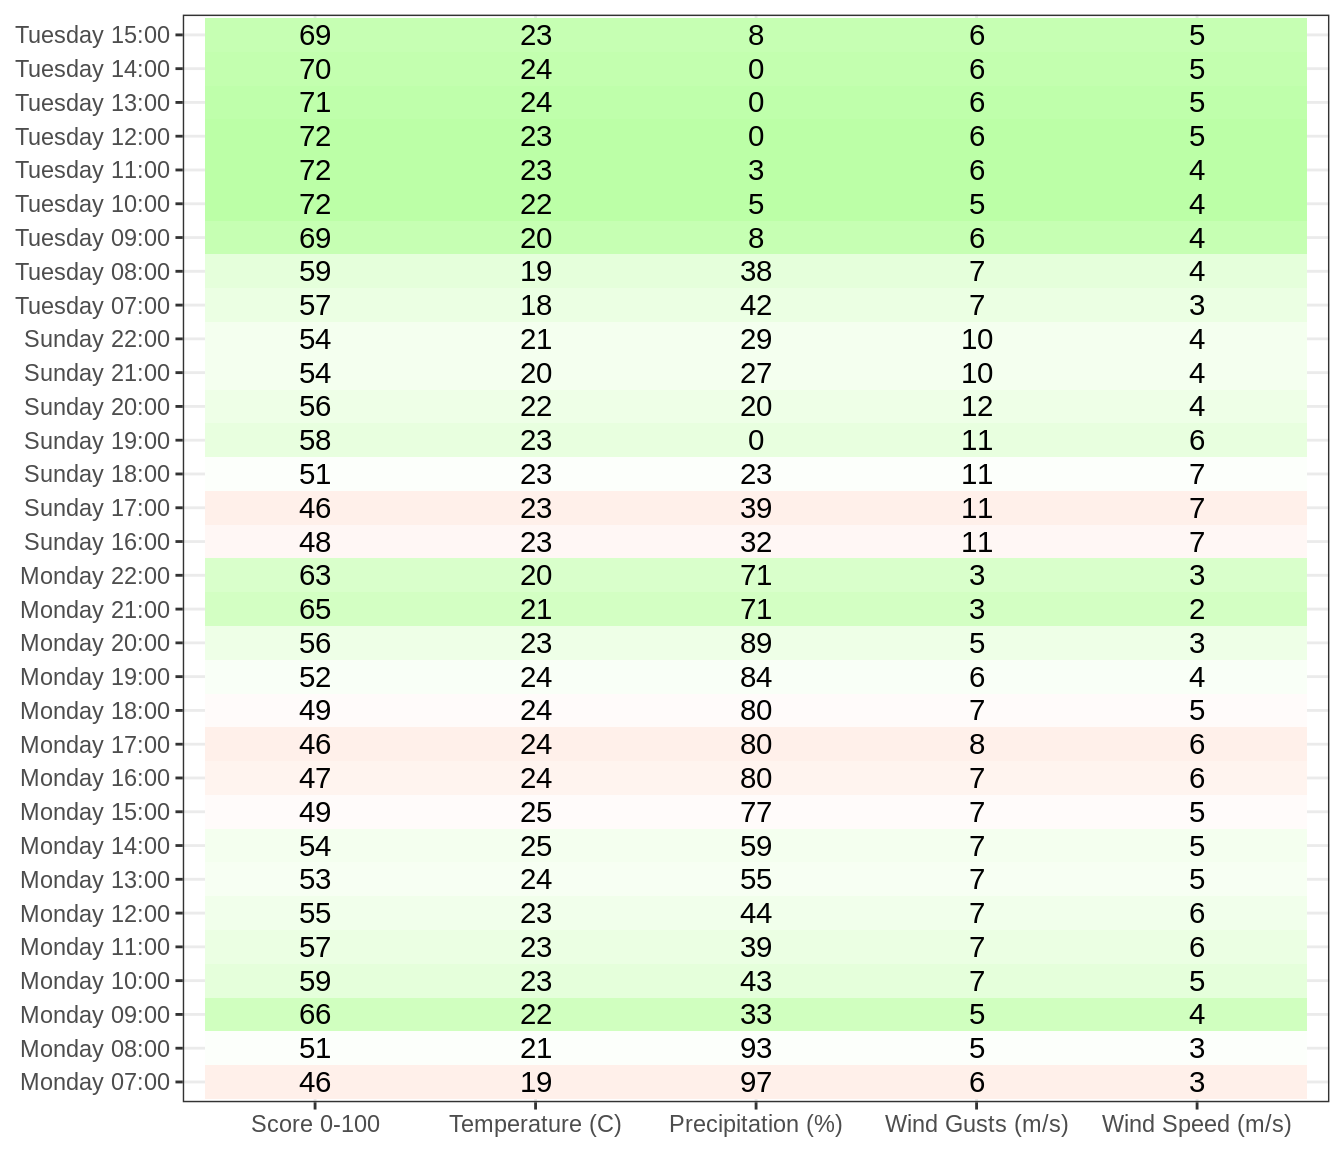 Tuesday 15:00 69 23 8 6 5
Tuesday 14:00 70 24 0 6 5
Tuesday 13:00 71 24 0 6 5
Tuesday 12:00 72 23 0 6 5
Tuesday 11:00 72 23 3 6 4
Tuesday 10:00 72 22 5 5 4
Tuesday 09:00 69 20 8 6 4
Tuesday 08:00 59 19 38 7 4
Tuesday 07:00 57 18 42 7 3
Sunday 22:00 54 21 29 10 4
Sunday 21:00 54 20 27 10 4
Sunday 20:00 56 22 20 12 4
Sunday 19:00 58 23 0 11 6
Sunday 18:00 51 23 23 11 7
Sunday 17:00 46 23 39 11 7
Sunday 16:00 48 23 32 11 7
Monday 22:00 63 20 71 3 3
Monday 21:00 65 21 71 3 2
Monday 20:00 56 23 89 5 3
Monday 19:00 52 24 84 6 4
Monday 18:00 49 24 80 7 5
Monday 17:00 46 24 80 8 6
Monday 16:00 47 24 80 7 6
Monday 15:00 49 25 77 7 5
Monday 14:00 54 25 59 7 5
Monday 13:00 53 24 55 7 5
Monday 12:00 55 23 44 7 6
Monday 11:00 57 23 39 7 6
Monday 10:00 59 23 43 7 5
Monday 09:00 66 22 33 5 4
Monday 08:00 51 21 93 5 3
Monday 07:00 46 19 97 6 3
Score 0-100 Temperature (C) Precipitation (%) Wind Gusts (m/s) Wind Speed (m/s)